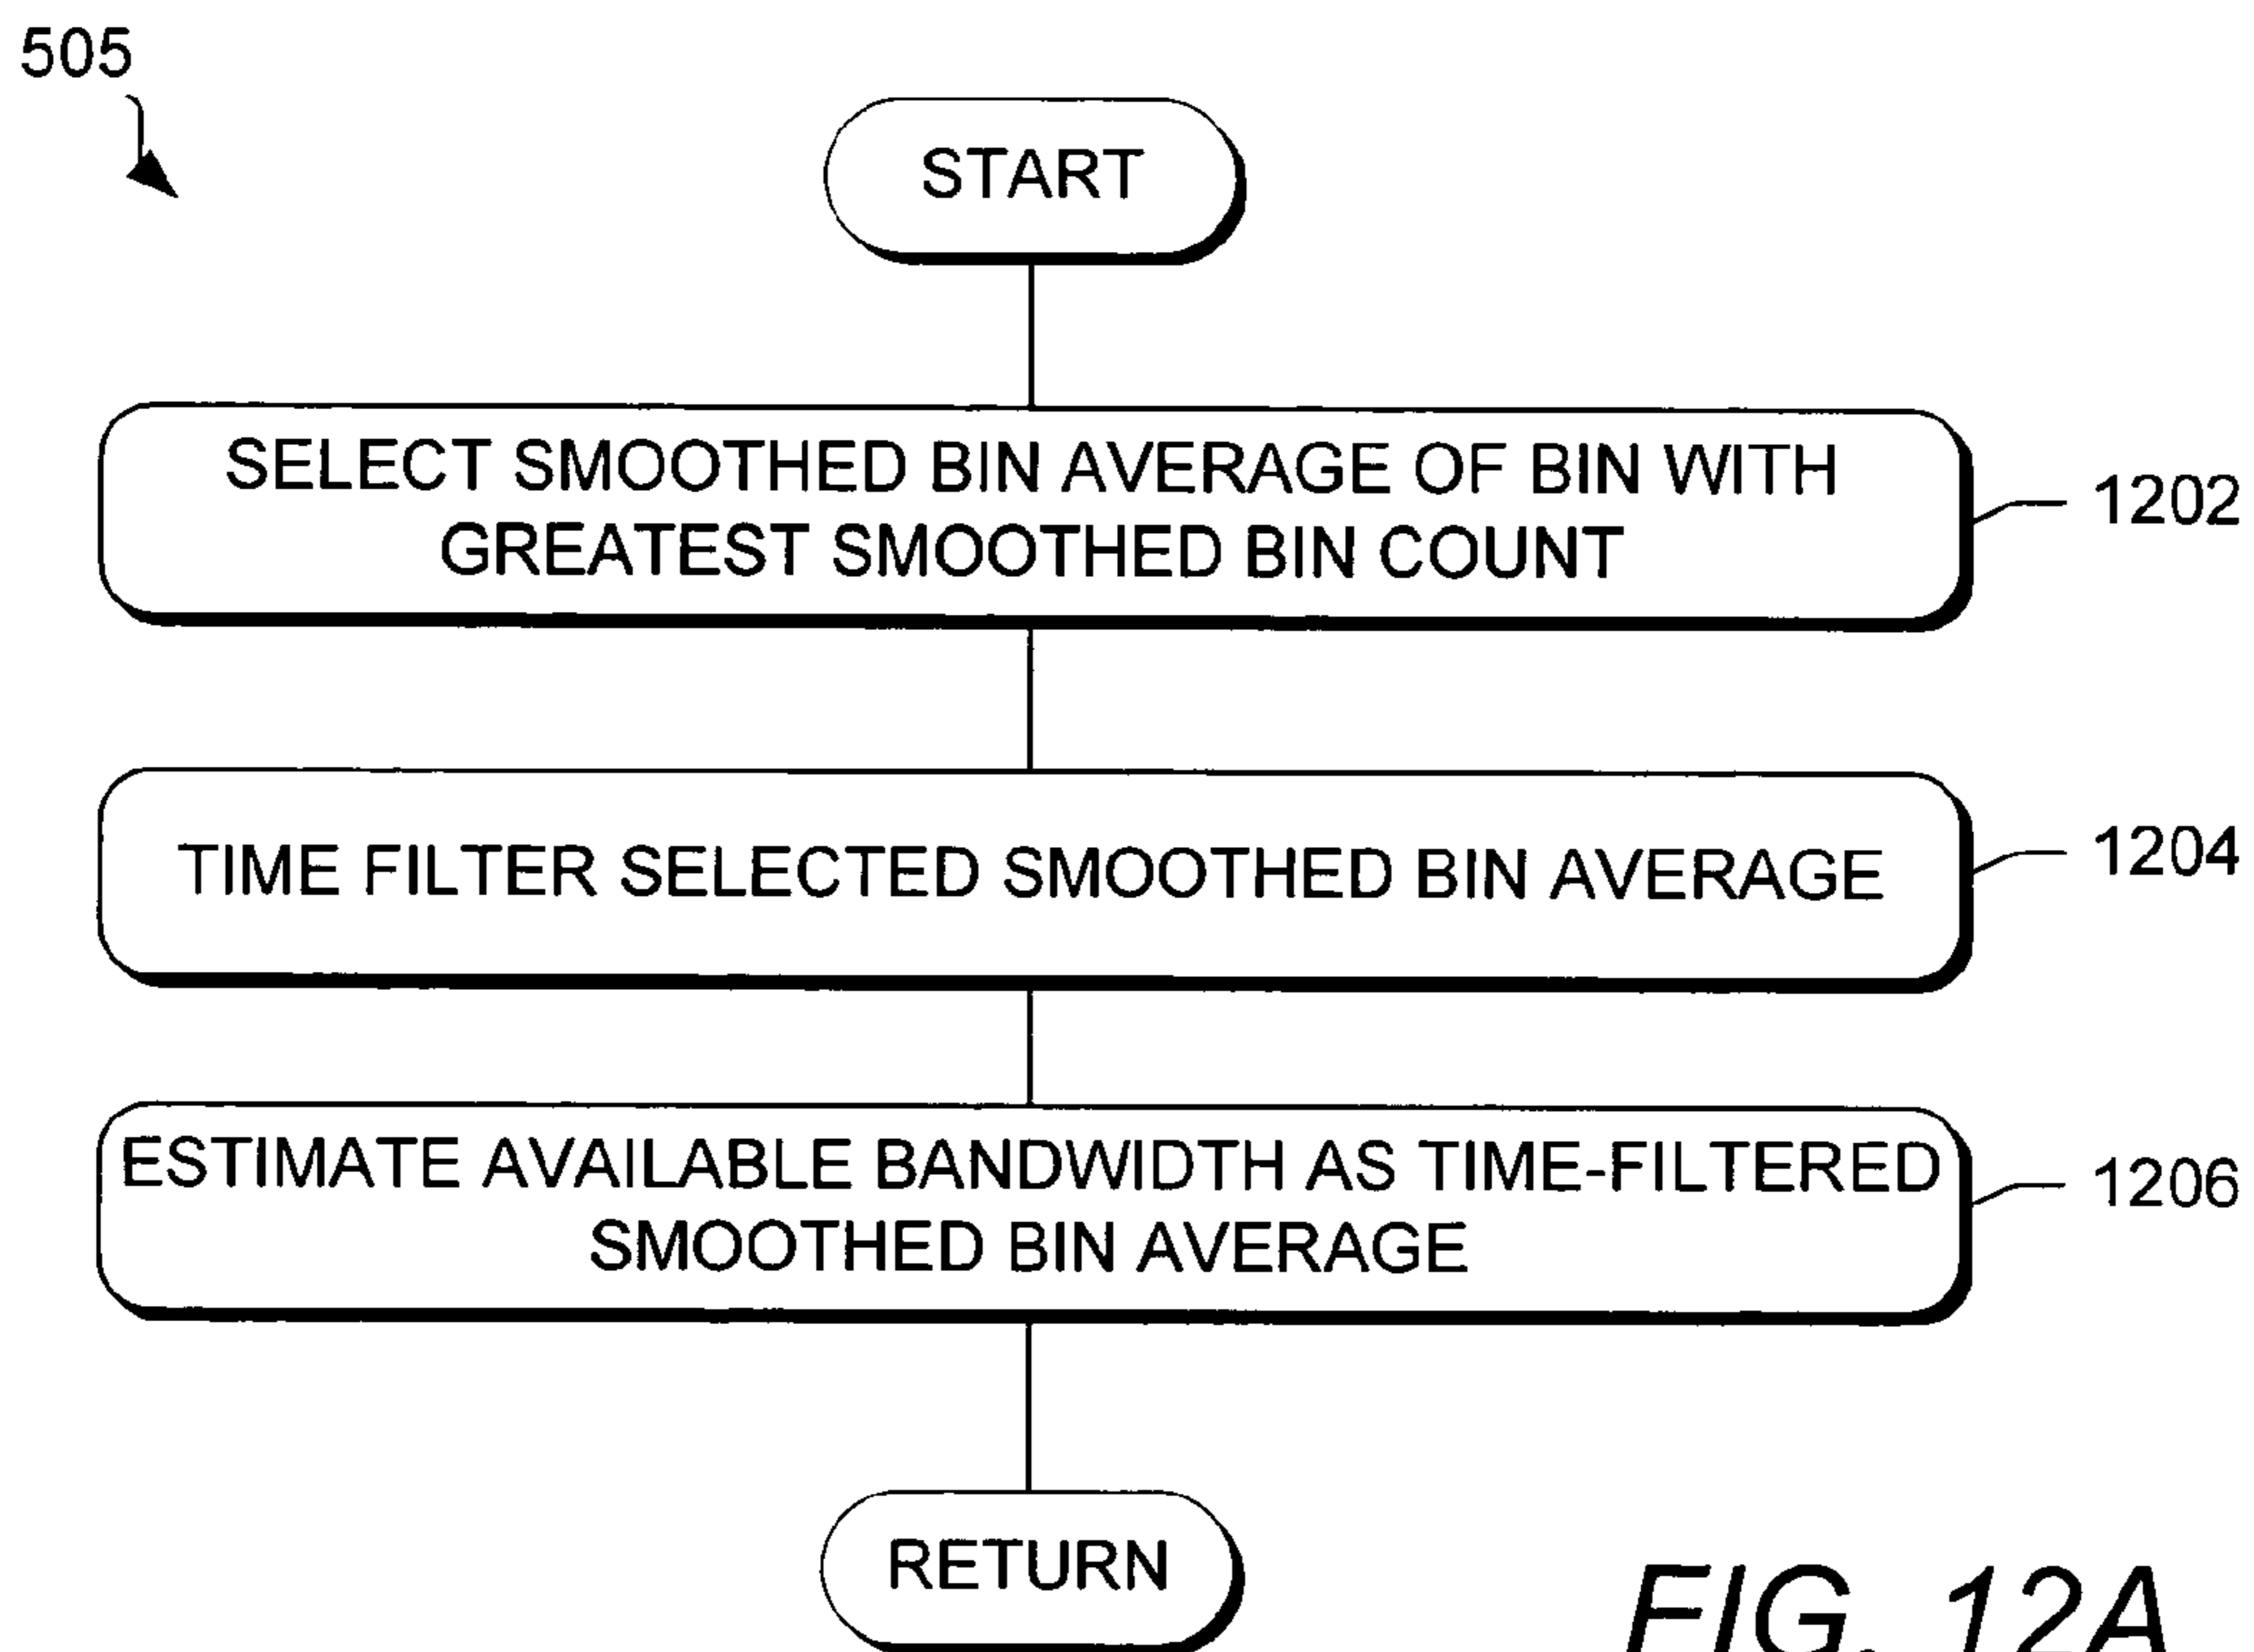 505
START
SELECT SMOOTHED BIN AVERAGE OF BIN WITH
GREATEST SMOOTHED BIN COUNT
1202
TIME FILTER SELECTED SMOOTHED BIN AVERAGE
1204
ESTIMATE AVAILABLE BANDWIDTH AS TIME-FILTERED
SMOOTHED BIN AVERAGE
1206
RETURN
FIG. 12A